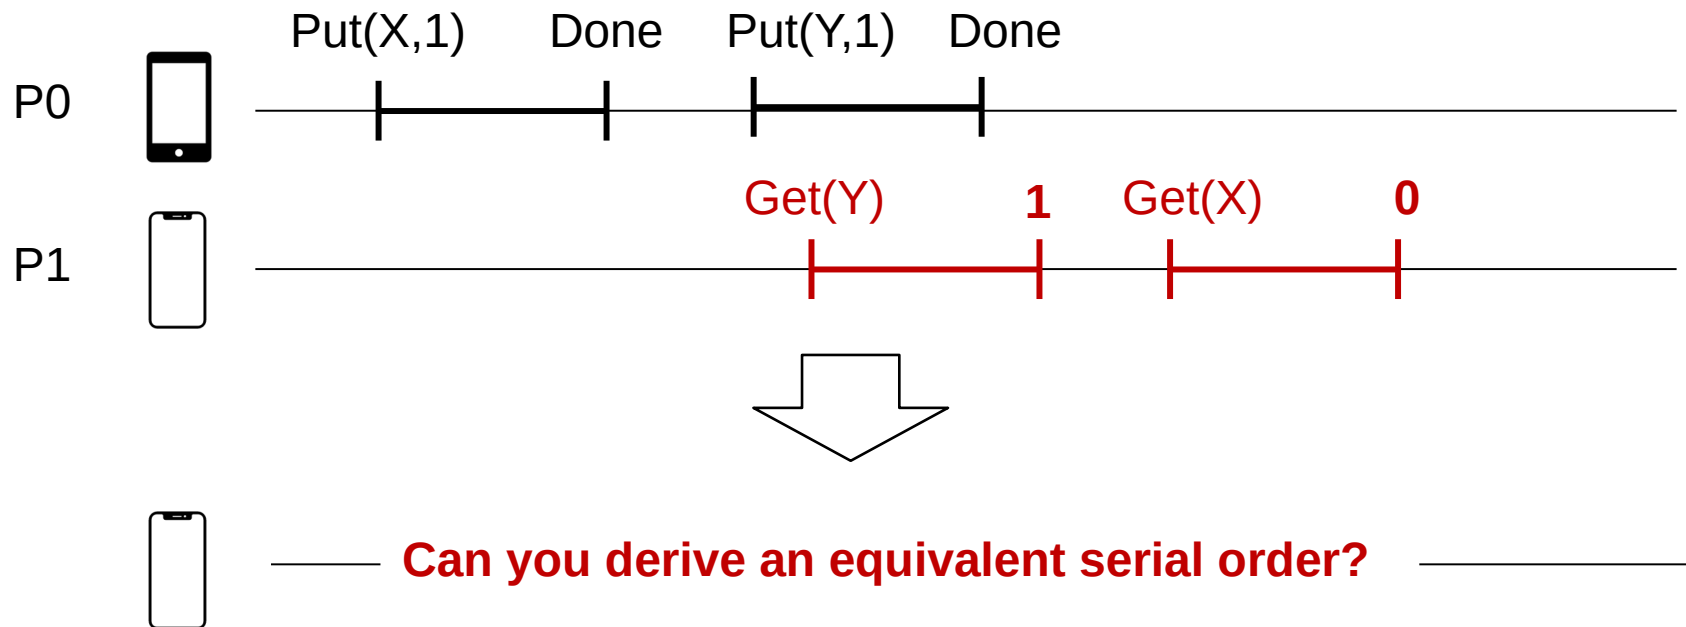 Put(X,1) Done Put(Y,1) Done
P0
Get(Y) 1 Get(X) 0
P1
Can you derive an equivalent serial order?